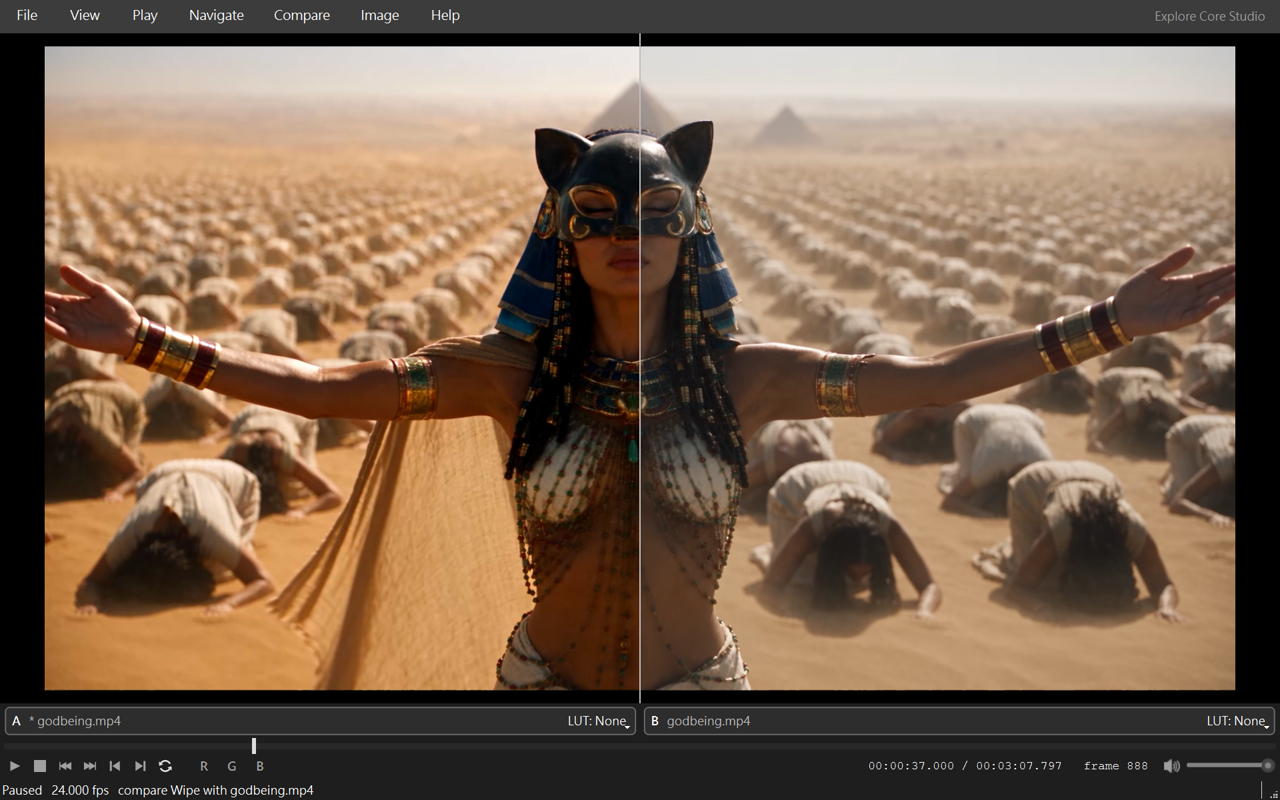 File View Play Navigate Compare Image Help Explore Core Studio
A * godbeing.mp4 LUT: None B godbeing.mp4 LUT: None
R G B 00:00:37.000 / 00:03:07.797 frame 888
Paused 24.000 fps compare Wipe with godbeing.mp4